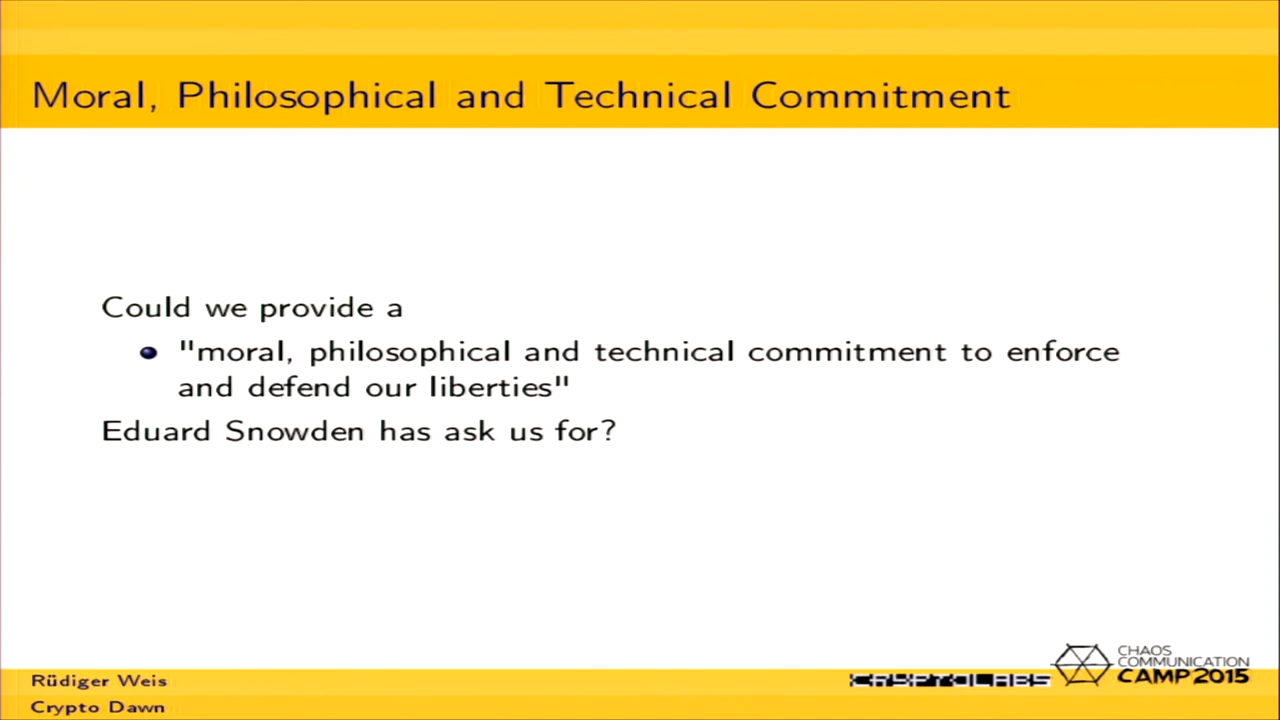 Moral, Philosophical and Technical Commitment
Could we provide a
"moral, philosophical and technical commitment to enforce
and defend our liberties"
Eduard Snowden has ask us for?
Rüdiger Weis
Crypto Dawn
CRYPTOLABS
CHAOS
COMMUNICATION
CAMP 2015